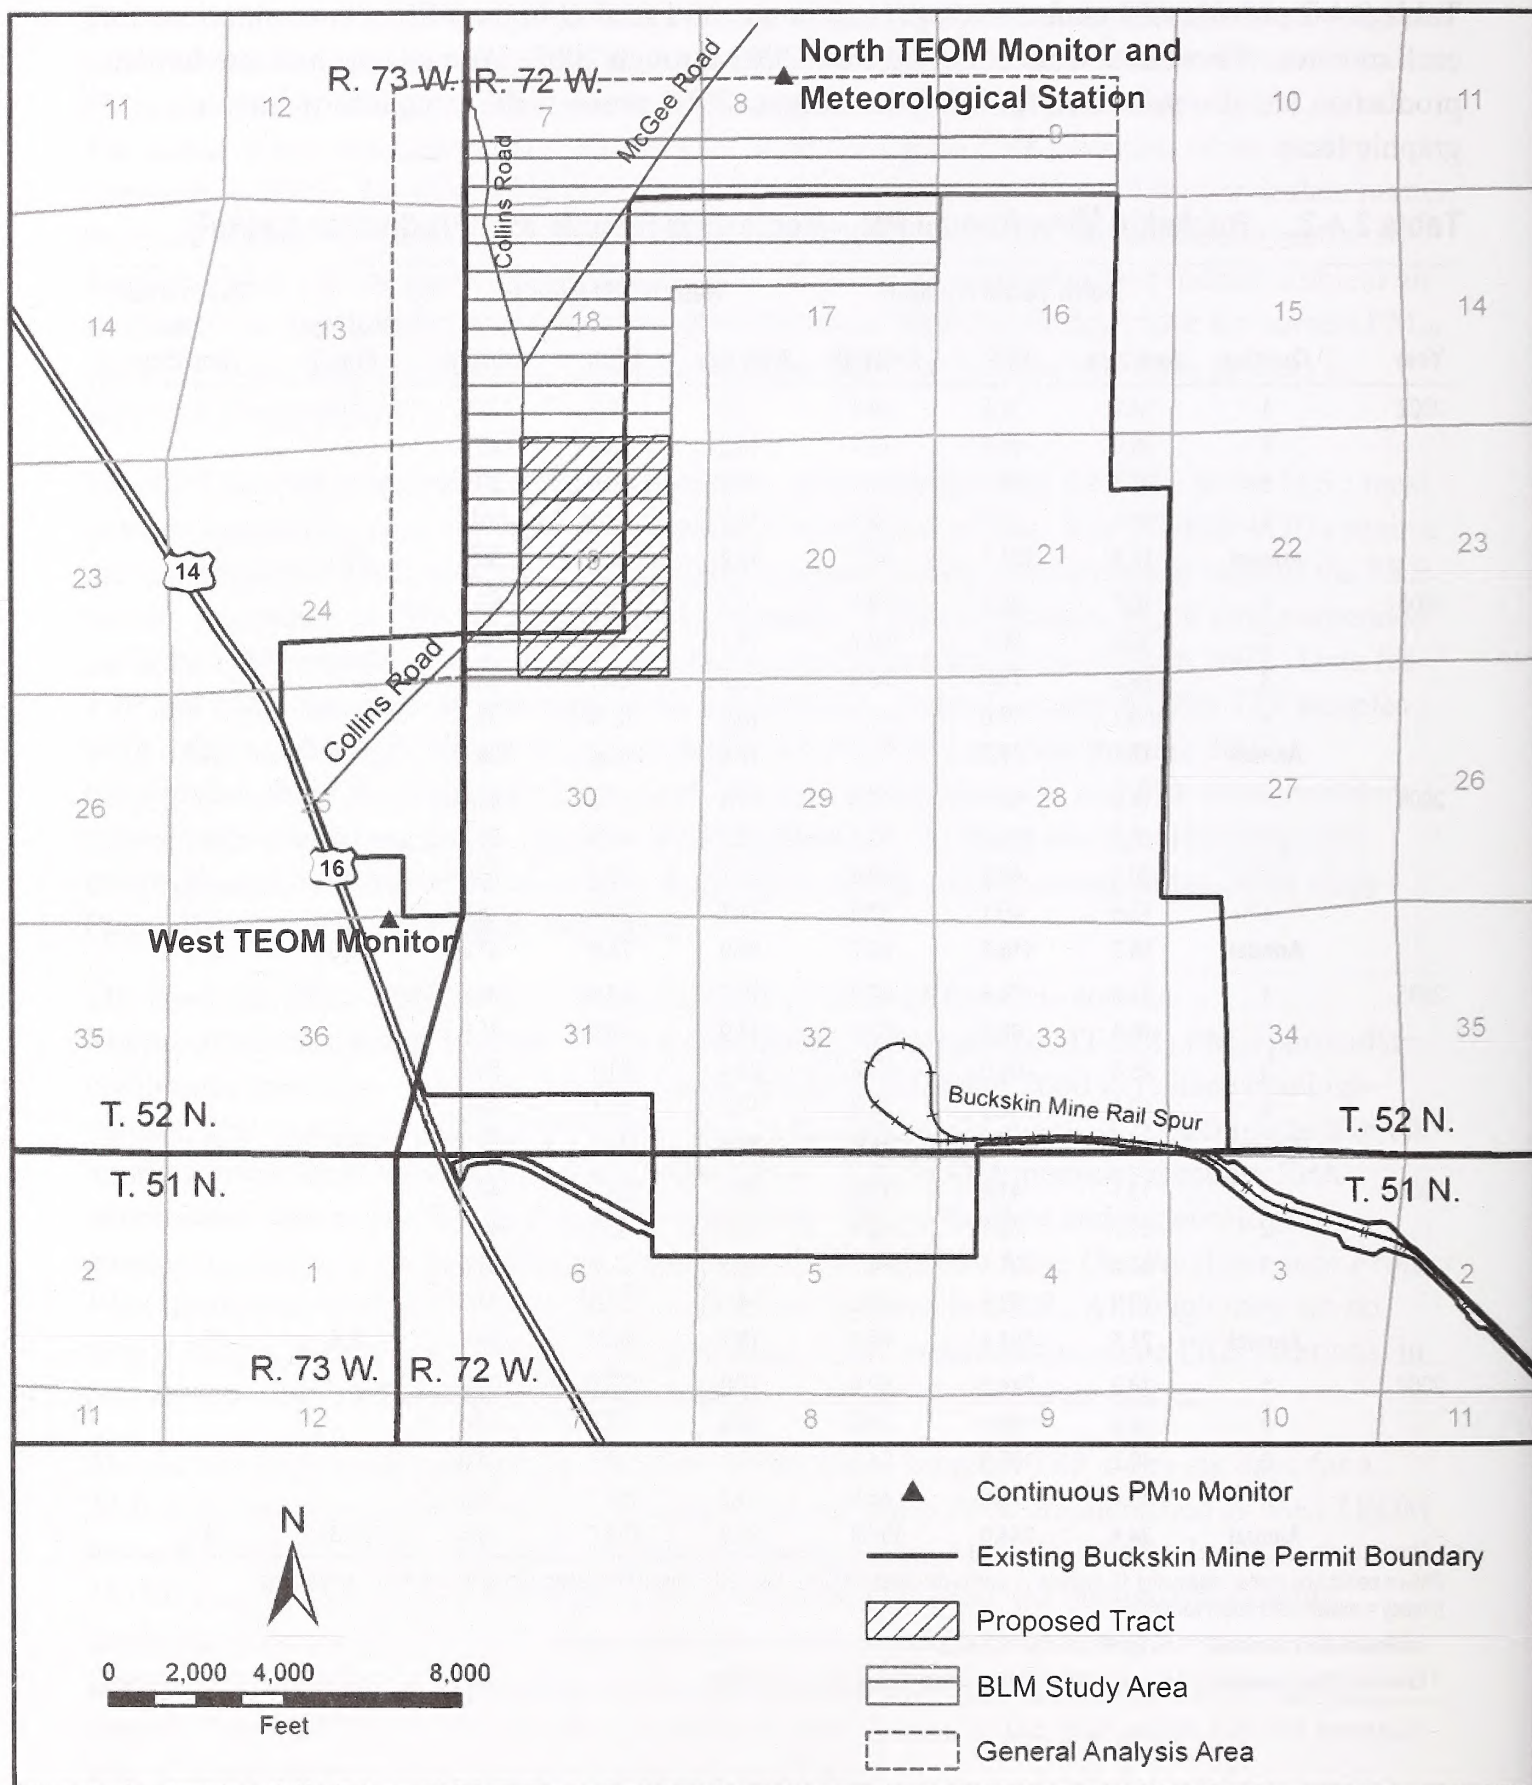 North TEOM Monitor and
Meteorological Station
R. 73 W.
R. 72 W.
McGee Road
Collins Road
11
12
7
8
9
10
11
14
13
18
17
16
15
14
14
23
24
19
20
21
22
23
Collins Road
26
25
30
29
28
27
26
16
West TEOM Monitor
35
36
31
32
33
34
35
Buckskin Mine Rail Spur
T. 52 N.
T. 52 N.
T. 51 N.
T. 51 N.
2
1
6
5
4
3
2
R. 73 W.
R. 72 W.
11
12
7
8
9
10
11
N
0 2,000 4,000 8,000
Feet
Continuous PM10 Monitor
Existing Buckskin Mine Permit Boundary
Proposed Tract
BLM Study Area
General Analysis Area